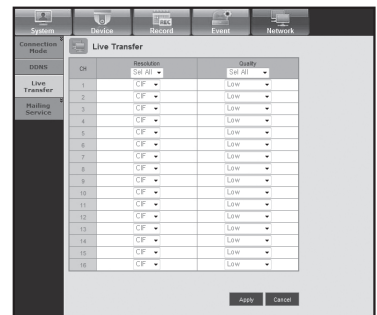 System Device Record Event Network
REC
Connection Mode
DDNS
Live Transfer
Mailing Service
Live Transfer
CH Resolution Quality
Sel All Sel All
1 CIF Low
2 CIF Low
3 CIF Low
4 CIF Low
5 CIF Low
6 CIF Low
7 CIF Low
8 CIF Low
9 CIF Low
10 CIF Low
11 CIF Low
12 CIF Low
13 CIF Low
14 CIF Low
15 CIF Low
16 CIF Low
Apply Cancel